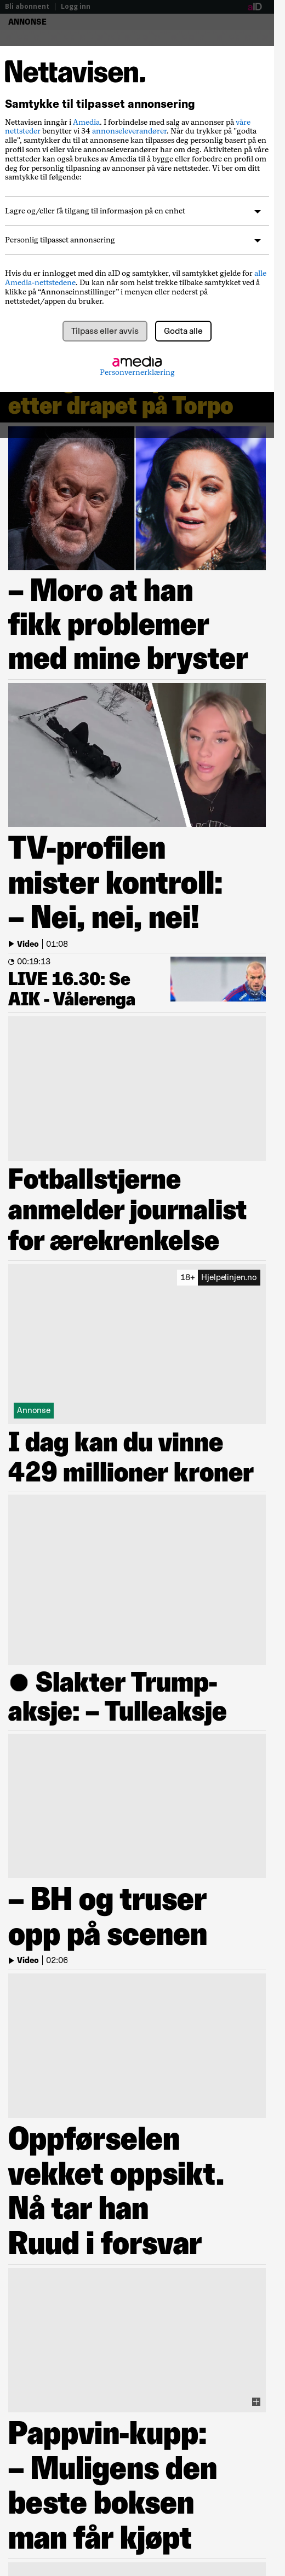 Bli abonnent | Logg inn
aID
ANNONSE
Nettavisen.
Samtykke til tilpasset annonsering
Nettavisen inngår i Amedia. I forbindelse med salg av annonser på våre
nettsteder benytter vi 34 annonseleverandører. Når du trykker på "godta
alle", samtykker du til at annonsene kan tilpasses deg personlig basert på en
profil som vi eller våre annonseleverandører har om deg. Aktiviteten på våre
nettsteder kan også brukes av Amedia til å bygge eller forbedre en profil om
deg for personlig tilpasning av annonser på våre nettsteder. Vi ber om ditt
samtykke til følgende:
Lagre og/eller få tilgang til informasjon på en enhet
Personlig tilpasset annonsering
Hvis du er innlogget med din aID og samtykker, vil samtykket gjelde for alle
Amedia-nettstedene. Du kan når som helst trekke tilbake samtykket ved å
klikke på “Annonseinnstillinger” i menyen eller nederst på
nettstedet/appen du bruker.
Tilpass eller avvis
Godta alle
amedia
Personvernerklæring
etter drapet på Torpo
– Moro at han
fikk problemer
med mine bryster
TV-profilen
mister kontroll:
– Nei, nei, nei!
Video | 01:08
00:19:13
LIVE 16.30: Se
AIK - Vålerenga
Fotballstjerne
anmelder journalist
for ærekrenkelse
18+ Hjelpelinjen.no
Annonse
I dag kan du vinne
429 millioner kroner
● Slakter Trump-
aksje: – Tulleaksje
– BH og truser
opp på scenen
Video | 02:06
Oppførselen
vekket oppsikt.
Nå tar han
Ruud i forsvar
Pappvin-kupp:
– Muligens den
beste boksen
man får kjøpt